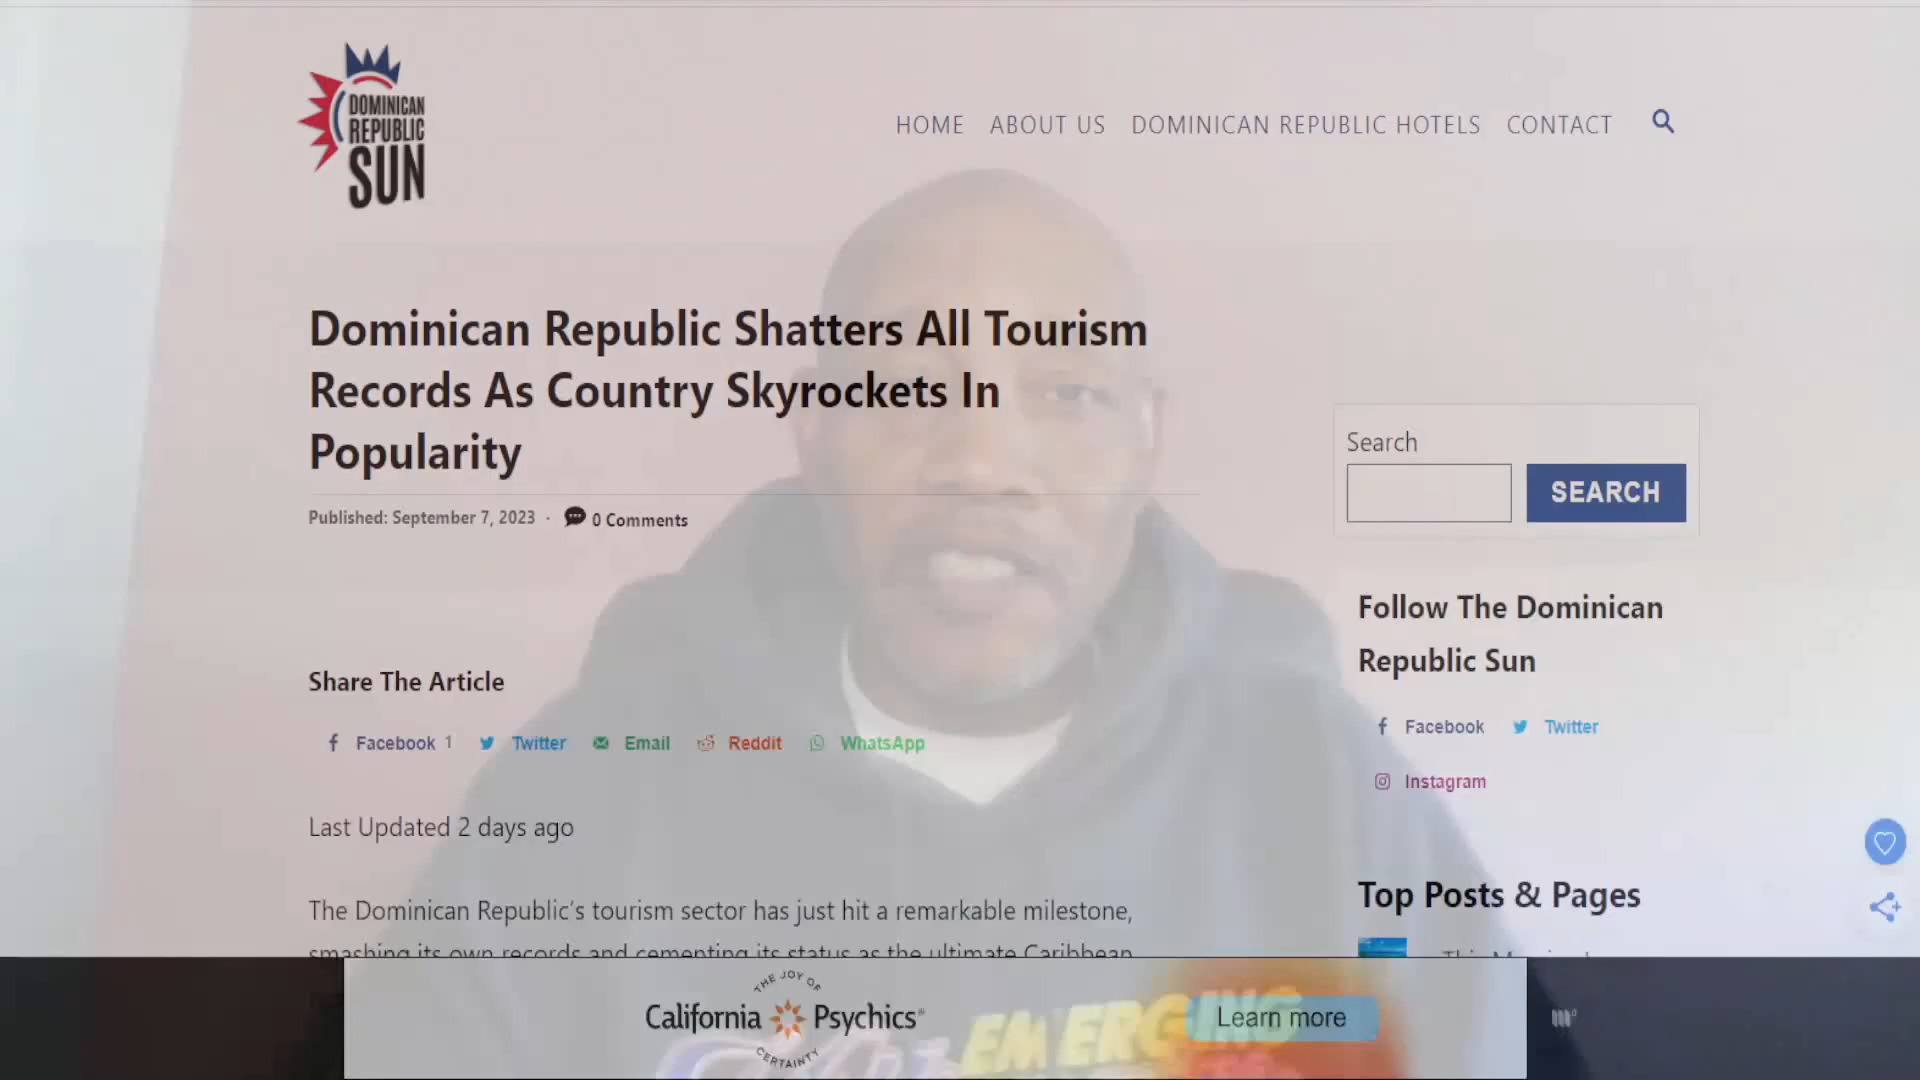 DOMINICAN
REPUBLIC
SUN
HOME ABOUT US DOMINICAN REPUBLIC HOTELS CONTACT
Dominican Republic Shatters All Tourism
Records As Country Skyrockets In
Popularity
Published: September 7, 2023 · 0 Comments
Search
SEARCH
Follow The Dominican
Republic Sun
Facebook Twitter
Instagram
Share The Article
Facebook 1 Twitter Email Reddit WhatsApp
Last Updated 2 days ago
The Dominican Republic's tourism sector has just hit a remarkable milestone,
smashing its own records and cementing its status as the ultimate Caribbean
Top Posts & Pages
THE JOY OF
California Psychics®
CERTAINTY
Learn more
EMERGING